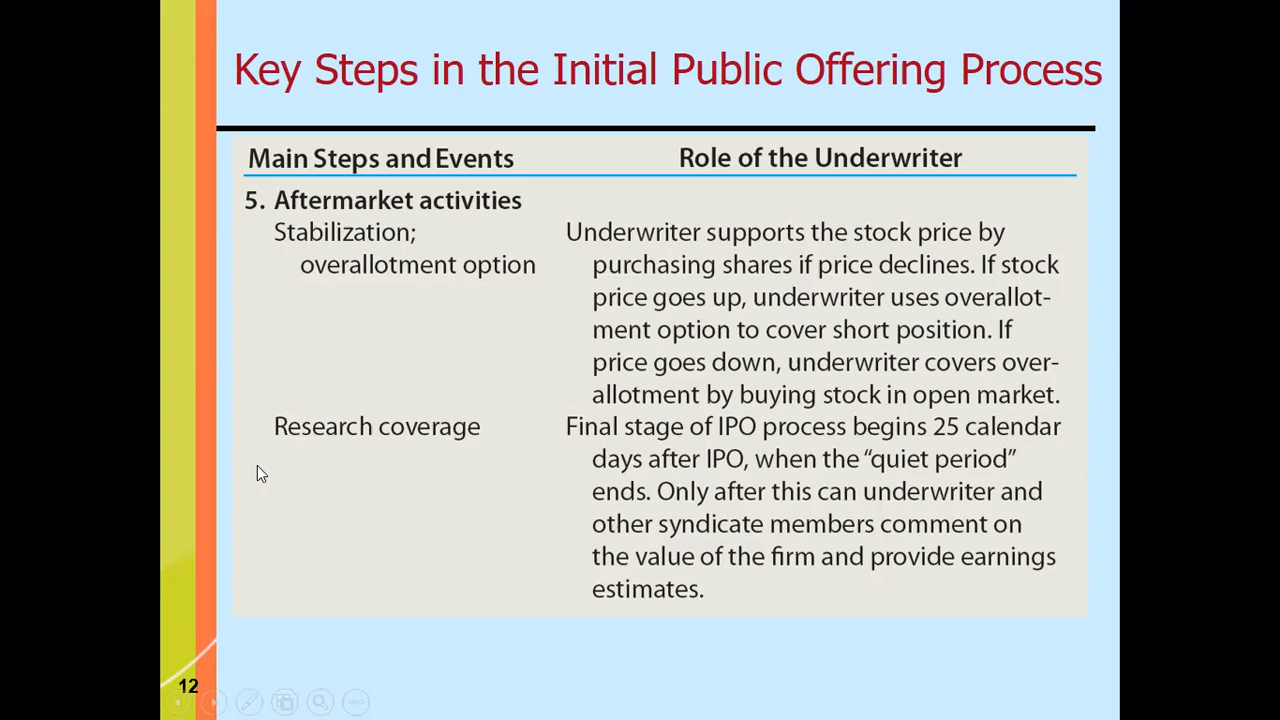 Key Steps in the Initial Public Offering Process
Main Steps and Events Role of the Underwriter
5. Aftermarket activities
Stabilization; Underwriter supports the stock price by
overallotment option purchasing shares if price declines. If stock
price goes up, underwriter uses overallot-
ment option to cover short position. If
price goes down, underwriter covers over-
allotment by buying stock in open market.
Research coverage Final stage of IPO process begins 25 calendar
days after IPO, when the “quiet period”
ends. Only after this can underwriter and
other syndicate members comment on
the value of the firm and provide earnings
estimates.
12